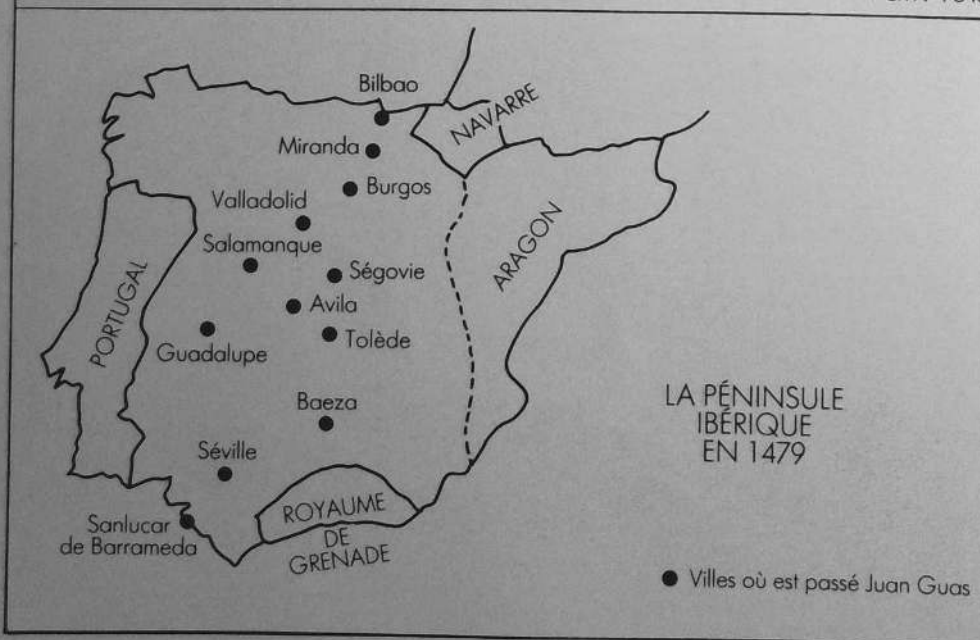 Bilbao
NAVARRE
Miranda
Burgos
Valladolid
Salamanque
Ségovie
ARAGON
PORTUGAL
Avila
Guadalupe
Tolède
Baeza
LA PÉNINSULE
IBÉRIQUE
EN 1479
Séville
ROYAUME
DE
GRENADE
Sanlucar
de Barrameda
Villes où est passé Juan Guas